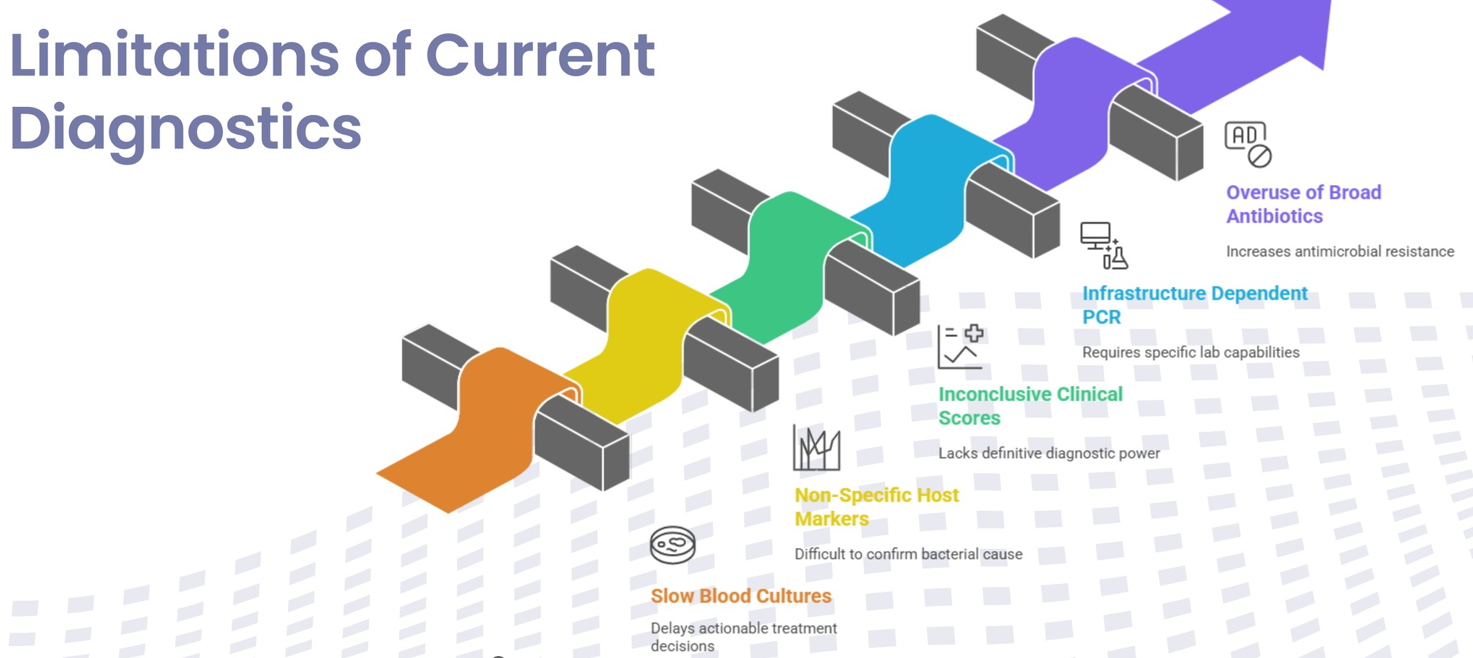 Limitations of Current
Diagnostics
AD
Overuse of Broad
Antibiotics
Increases antimicrobial resistance
Infrastructure Dependent
PCR
Requires specific lab capabilities
Inconclusive Clinical
Scores
Lacks definitive diagnostic power
Non-Specific Host
Markers
Difficult to confirm bacterial cause
Slow Blood Cultures
Delays actionable treatment
decisions